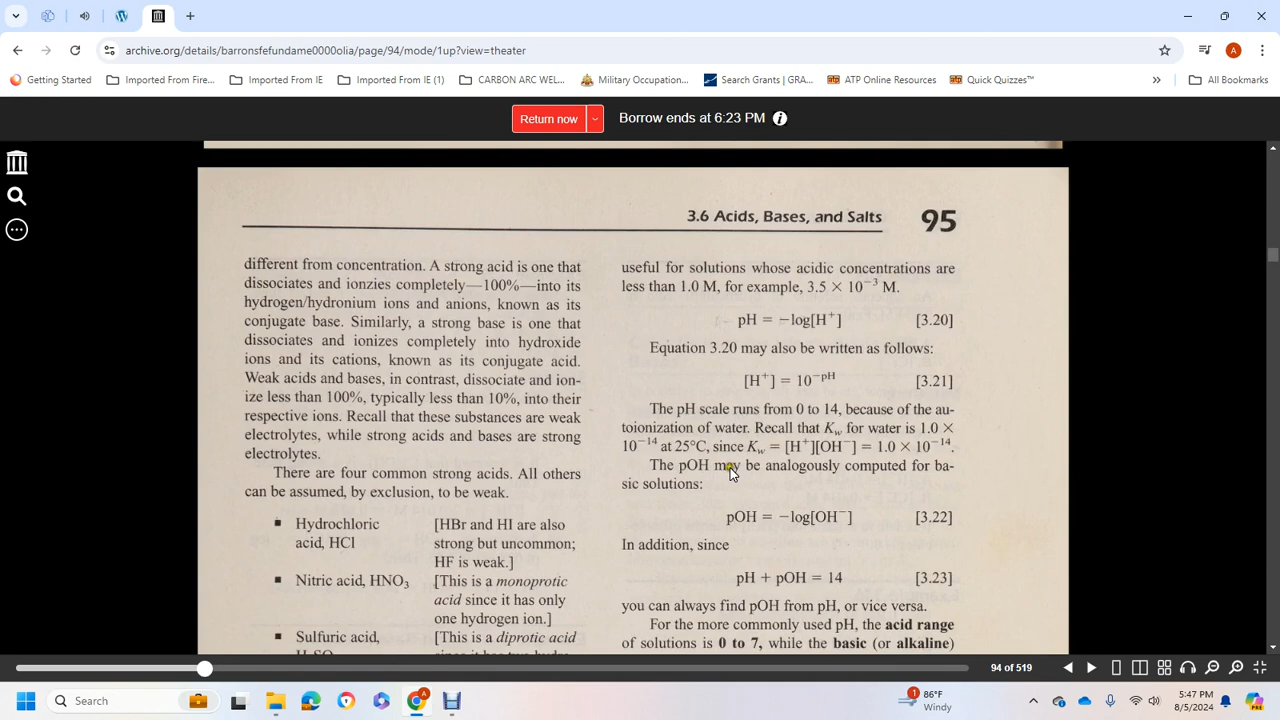 archive.org/details/barronsfefundame0000olia/page/94/mode/1up?view=theater
A
Getting Started
Imported From Fire...
Imported From IE
Imported From IE (1)
CARBON ARC WEL...
Military Occupation...
Search Grants | GRA...
ATP Online Resources
Quick Quizzes™
»
All Bookmarks
Return now
Borrow ends at 6:23 PM
3.6 Acids, Bases, and Salts 95
different from concentration. A strong acid is one that
dissociates and ionzies completely—100%—into its
hydrogen/hydronium ions and anions, known as its
conjugate base. Similarly, a strong base is one that
dissociates and ionizes completely into hydroxide
ions and its cations, known as its conjugate acid.
Weak acids and bases, in contrast, dissociate and ion-
ize less than 100%, typically less than 10%, into their
respective ions. Recall that these substances are weak
electrolytes, while strong acids and bases are strong
electrolytes.
There are four common strong acids. All others
can be assumed, by exclusion, to be weak.
■ Hydrochloric [HBr and HI are also
acid, HCl strong but uncommon;
HF is weak.]
■ Nitric acid, HNO₃ [This is a monoprotic
acid since it has only
one hydrogen ion.]
■ Sulfuric acid, [This is a diprotic acid
useful for solutions whose acidic concentrations are
less than 1.0 M, for example, 3.5 × 10⁻³ M.
pH = −log[H⁺] [3.20]
Equation 3.20 may also be written as follows:
[H⁺] = 10⁻ᵖᴴ [3.21]
The pH scale runs from 0 to 14, because of the au-
toionization of water. Recall that Kw for water is 1.0 ×
10⁻¹⁴ at 25°C, since Kw = [H⁺][OH⁻] = 1.0 × 10⁻¹⁴.
The pOH may be analogously computed for ba-
sic solutions:
pOH = −log[OH⁻] [3.22]
In addition, since
pH + pOH = 14 [3.23]
you can always find pOH from pH, or vice versa.
For the more commonly used pH, the acid range
of solutions is 0 to 7, while the basic (or alkaline)
94 of 519
Search
1
86°F
Windy
5:47 PM
8/5/2024